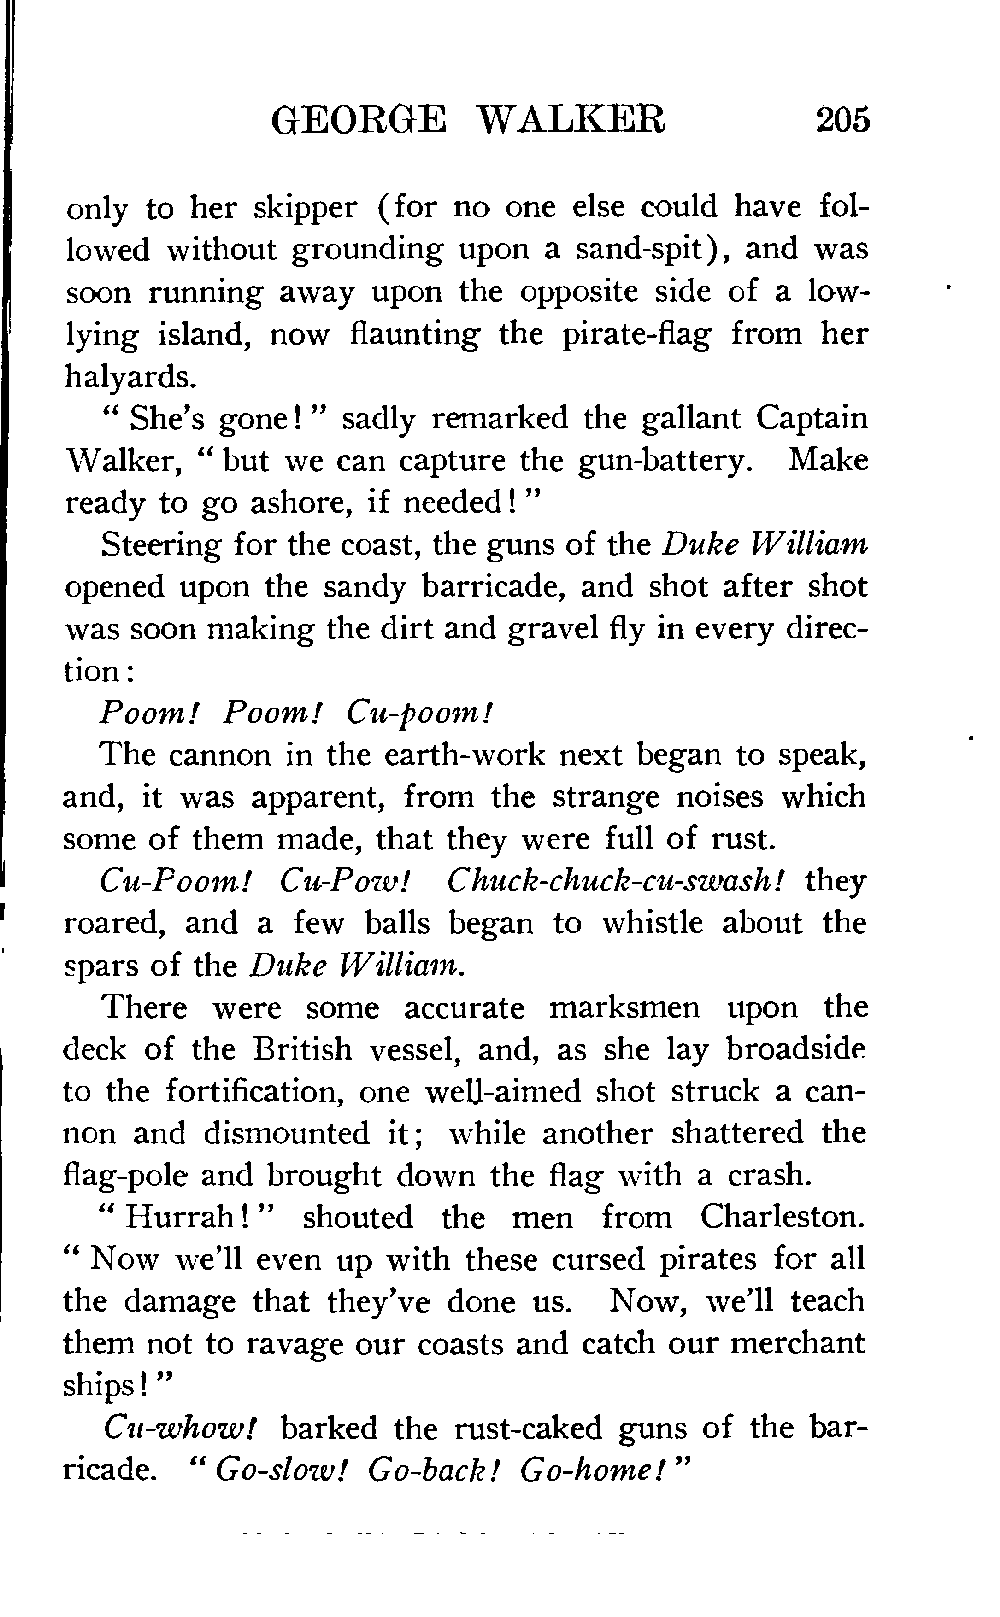 GEORGE WALKER 205
only to her skipper (for no one else could have fol-
lowed without grounding upon a sand-spit), and was
soon running away upon the opposite side of a low-
lying island, now flaunting the pirate-flag from her
halyards.
“ She’s gone! ” sadly remarked the gallant Captain
Walker, “ but we can capture the gun-battery. Make
ready to go ashore, if needed! ”
Steering for the coast, the guns of the Duke William
opened upon the sandy barricade, and shot after shot
was soon making the dirt and gravel fly in every direc-
tion:
Poom! Poom! Cu-poom!
The cannon in the earth-work next began to speak,
and, it was apparent, from the strange noises which
some of them made, that they were full of rust.
Cu-Poom! Cu-Pow! Chuck-chuck-cu-swash! they
roared, and a few balls began to whistle about the
spars of the Duke William.
There were some accurate marksmen upon the
deck of the British vessel, and, as she lay broadside
to the fortification, one well-aimed shot struck a can-
non and dismounted it; while another shattered the
flag-pole and brought down the flag with a crash.
“ Hurrah! ” shouted the men from Charleston.
“ Now we’ll even up with these cursed pirates for all
the damage that they’ve done us. Now, we’ll teach
them not to ravage our coasts and catch our merchant
ships! ”
Cu-whow! barked the rust-caked guns of the bar-
ricade. “ Go-slow! Go-back! Go-home! ”